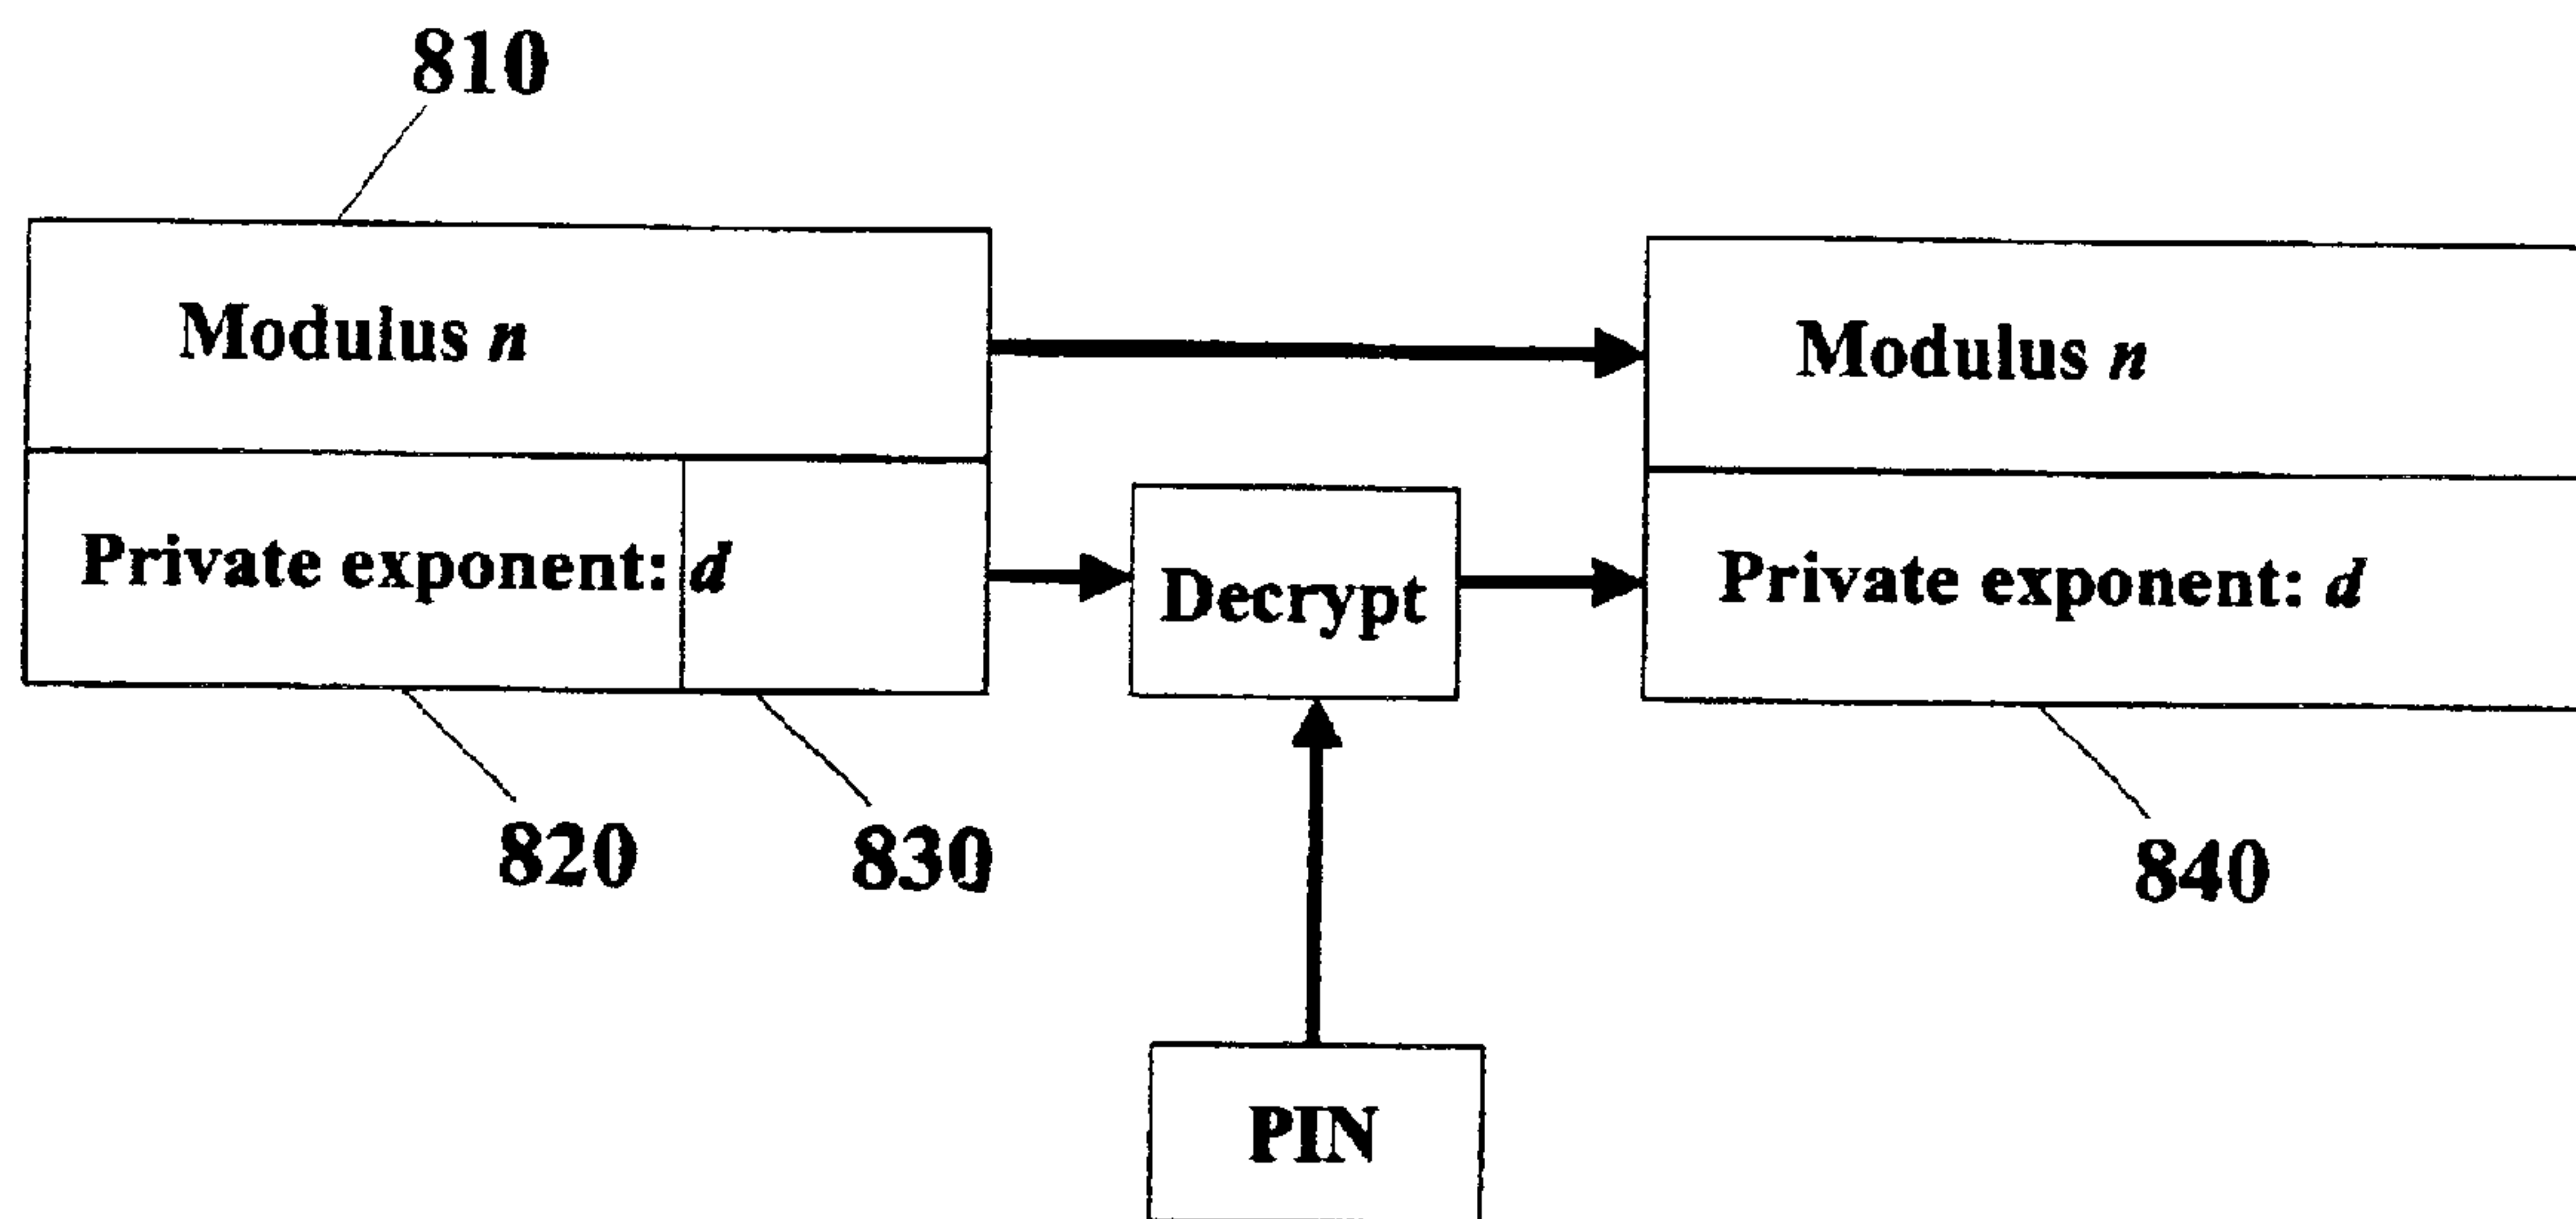 810
Modulus n
Modulus n
Private exponent: d
Decrypt
Private exponent: d
820
830
840
PIN